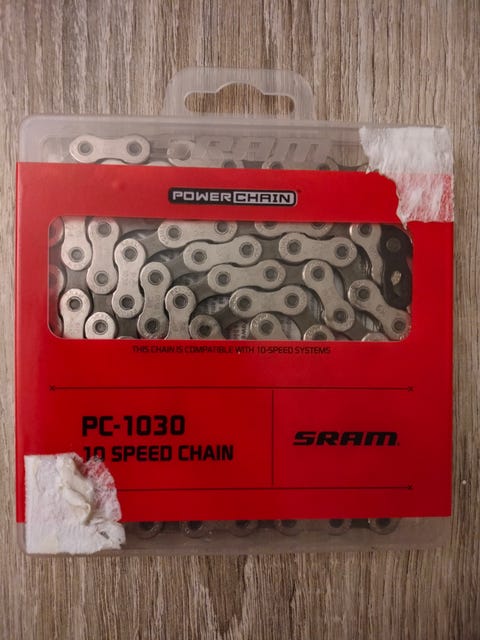 SRAM
POWERCHAIN
THIS CHAIN IS COMPATIBLE WITH 10-SPEED SYSTEMS
PC-1030
10 SPEED CHAIN
SRAM